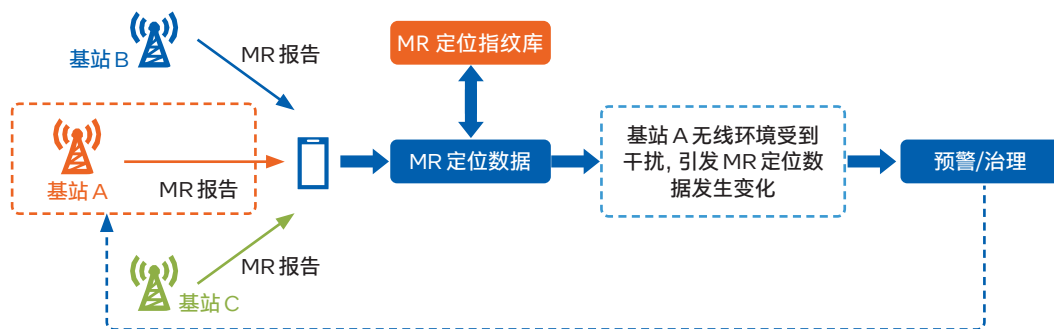 基站 B
MR 报告
MR 定位指纹库
基站 A
MR 报告
MR 定位数据
基站 A 无线环境受到
干扰, 引发 MR 定位数
据发生变化
预警/治理
MR 报告
基站 C